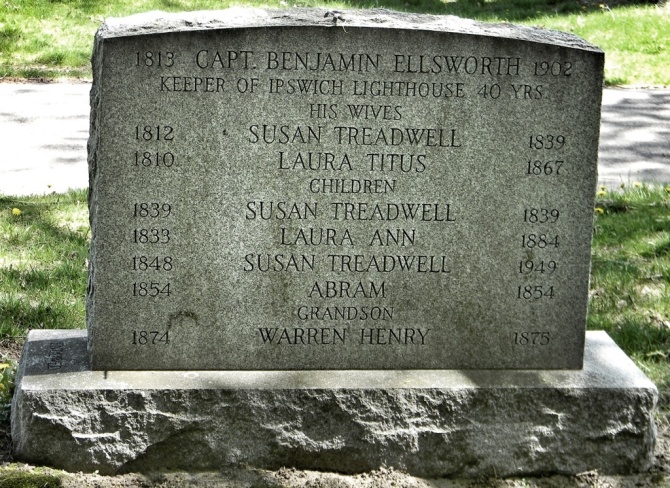 1813 CAPT. BENJAMIN ELLSWORTH 1902
KEEPER OF IPSWICH LIGHTHOUSE 40 YRS.
HIS WIVES
1812 SUSAN TREADWELL 1839
1810 LAURA TITUS 1867
CHILDREN
1839 SUSAN TREADWELL 1839
1833 LAURA ANN 1884
1848 SUSAN TREADWELL 1949
1854 ABRAM 1854
GRANDSON
1874 WARREN HENRY 1875